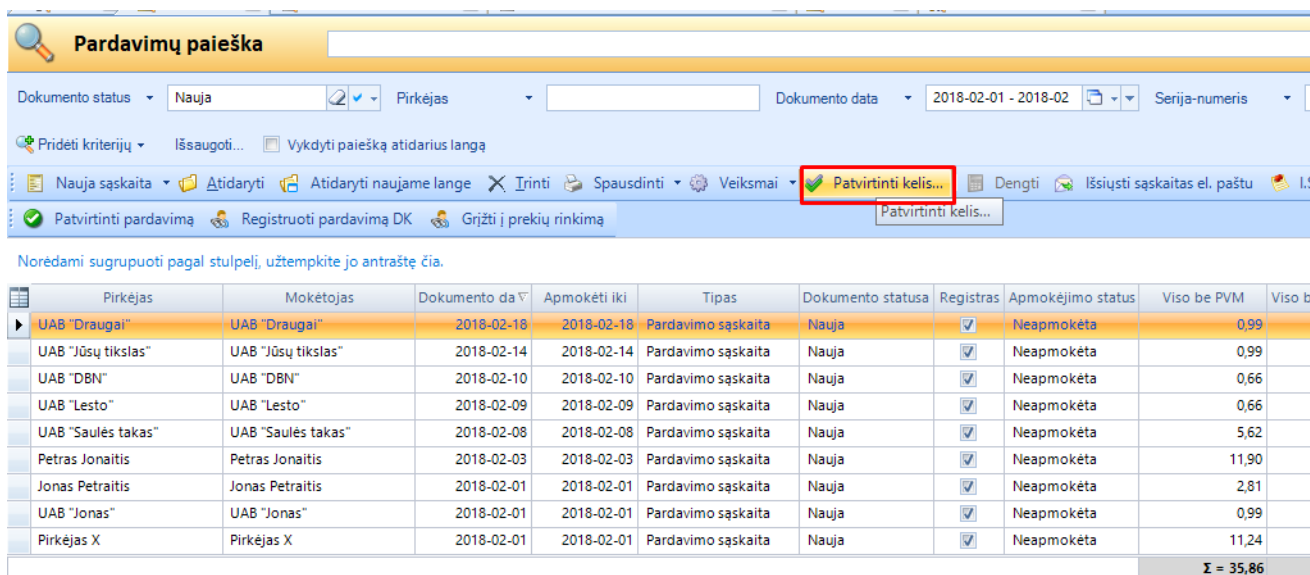 Pardavimų paieška
Dokumento status Nauja Pirkėjas Dokumento data 2018-02-01 - 2018-02 Serija-numeris
Pridėti kriterijų Išsaugoti... Vykdyti paiešką atidarius langą
Nauja sąskaita Atidaryti Atidaryti naujame lange Trinti Spausdinti Veiksmai Patvirtinti kelis... Dengti Išsiųsti sąskaitas el. paštu
Patvirtinti pardavimą Registruoti pardavimą DK Grįžti į prekių rinkimą Patvirtinti kelis...
Norėdami sugrupuoti pagal stulpelį, užtempkite jo antraštę čia.
Pirkėjas Mokėtojas Dokumento da Apmokėti iki Tipas Dokumento statusa Registras Apmokėjimo status Viso be PVM Viso b
UAB "Draugai" UAB "Draugai" 2018-02-18 2018-02-18 Pardavimo sąskaita Nauja Neapmokėta 0,99
UAB "Jūsų tikslas" UAB "Jūsų tikslas" 2018-02-14 2018-02-14 Pardavimo sąskaita Nauja Neapmokėta 0,99
UAB "DBN" UAB "DBN" 2018-02-10 2018-02-10 Pardavimo sąskaita Nauja Neapmokėta 0,66
UAB "Lesto" UAB "Lesto" 2018-02-09 2018-02-09 Pardavimo sąskaita Nauja Neapmokėta 0,66
UAB "Saulės takas" UAB "Saulės takas" 2018-02-08 2018-02-08 Pardavimo sąskaita Nauja Neapmokėta 5,62
Petras Jonaitis Petras Jonaitis 2018-02-03 2018-02-03 Pardavimo sąskaita Nauja Neapmokėta 11,90
Jonas Petraitis Jonas Petraitis 2018-02-01 2018-02-01 Pardavimo sąskaita Nauja Neapmokėta 2,81
UAB "Jonas" UAB "Jonas" 2018-02-01 2018-02-01 Pardavimo sąskaita Nauja Neapmokėta 0,99
Pirkėjas X Pirkėjas X 2018-02-01 2018-02-01 Pardavimo sąskaita Nauja Neapmokėta 11,24
Σ = 35,86